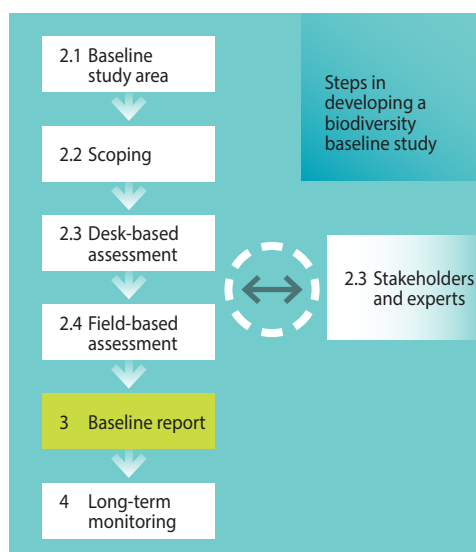 2.1 Baseline
study area
Steps in
developing a
biodiversity
baseline study
2.2 Scoping
2.3 Desk-based
assessment
2.3 Stakeholders
and experts
2.4 Field-based
assessment
3 Baseline report
4 Long-term
monitoring